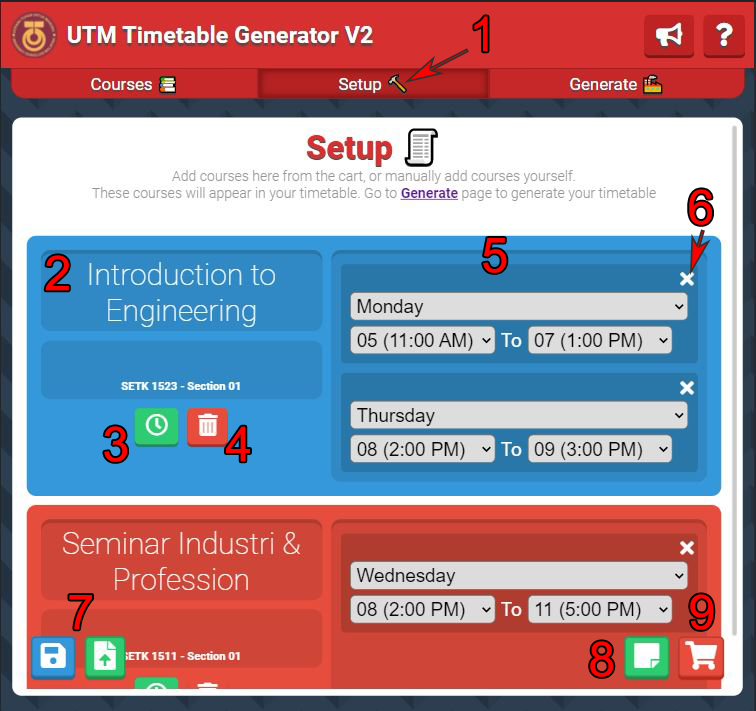 UTM Timetable Generator V2
1
?
Courses
Setup
Generate
Setup
Add courses here from the cart, or manually add courses yourself.
These courses will appear in your timetable. Go to Generate page to generate your timetable
6
2
5
Introduction to
Engineering
Monday
05 (11:00 AM) To 07 (1:00 PM)
SETK 1523 - Section 01
3
4
Thursday
08 (2:00 PM) To 09 (3:00 PM)
Seminar Industri &
Profession
Wednesday
08 (2:00 PM) To 11 (5:00 PM)
7
9
8
SETK 1511 - Section 01